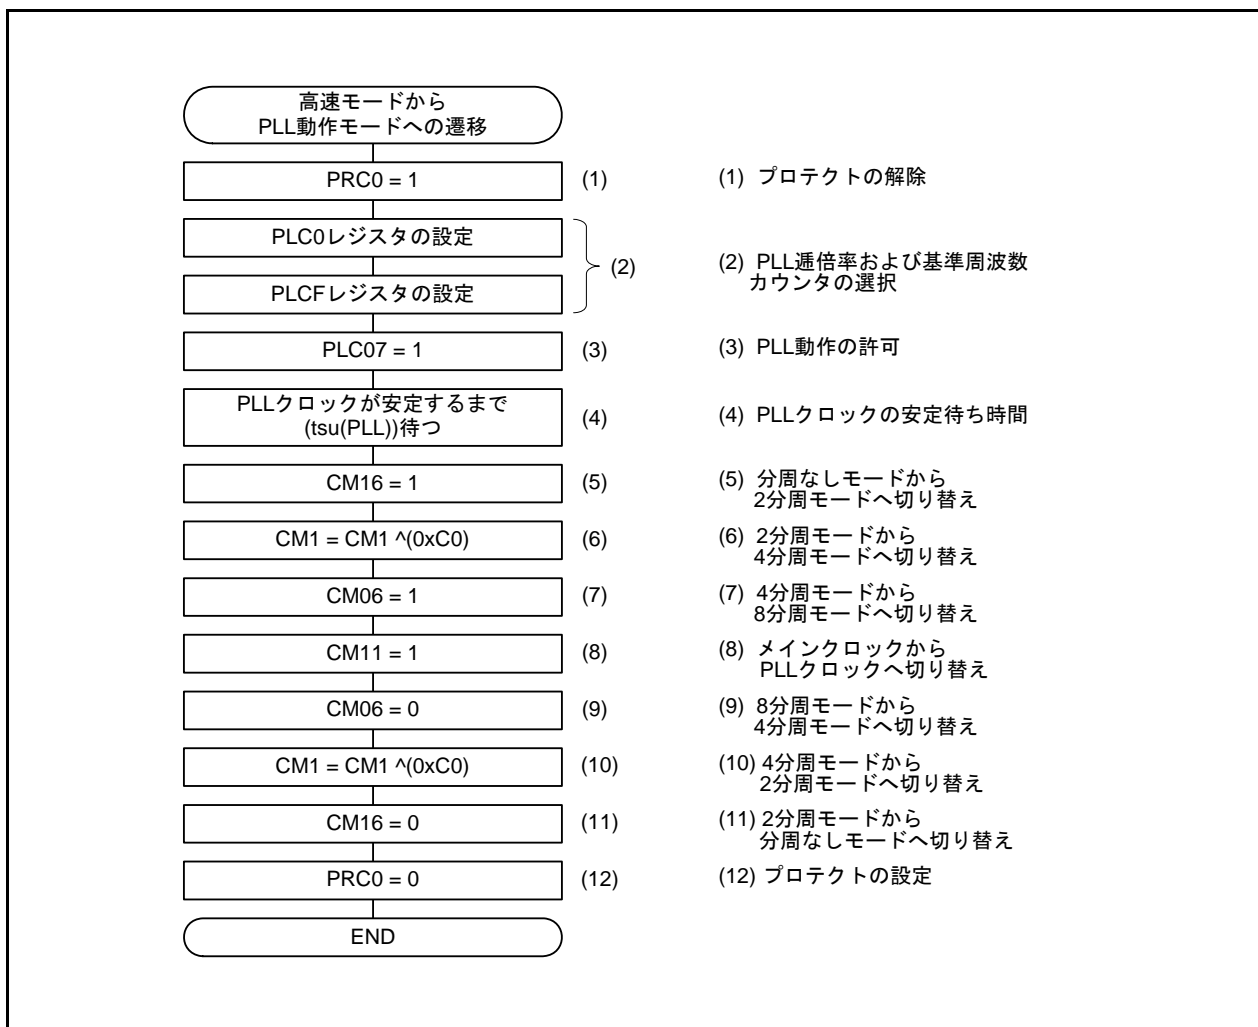 高速モードから
PLL動作モードへの遷移
PRC0 = 1
(1)
(1) プロテクトの解除
PLC0レジスタの設定
PLCFレジスタの設定
(2)
(2) PLL逓倍率および基準周波数
カウンタの選択
PLC07 = 1
(3)
(3) PLL動作の許可
PLLクロックが安定するまで
(tsu(PLL))待つ
(4)
(4) PLLクロックの安定待ち時間
CM16 = 1
(5)
(5) 分周なしモードから
2分周モードへ切り替え
CM1 = CM1 ^(0xC0)
(6)
(6) 2分周モードから
4分周モードへ切り替え
CM06 = 1
(7)
(7) 4分周モードから
8分周モードへ切り替え
CM11 = 1
(8)
(8) メインクロックから
PLLクロックへ切り替え
CM06 = 0
(9)
(9) 8分周モードから
4分周モードへ切り替え
CM1 = CM1 ^(0xC0)
(10)
(10) 4分周モードから
2分周モードへ切り替え
CM16 = 0
(11)
(11) 2分周モードから
分周なしモードへ切り替え
PRC0 = 0
(12)
(12) プロテクトの設定
END